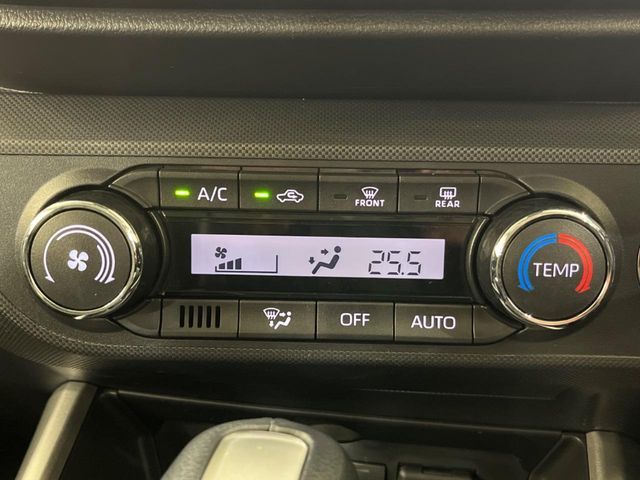 A/C
FRONT
REAR
25.5
TEMP
OFF
AUTO